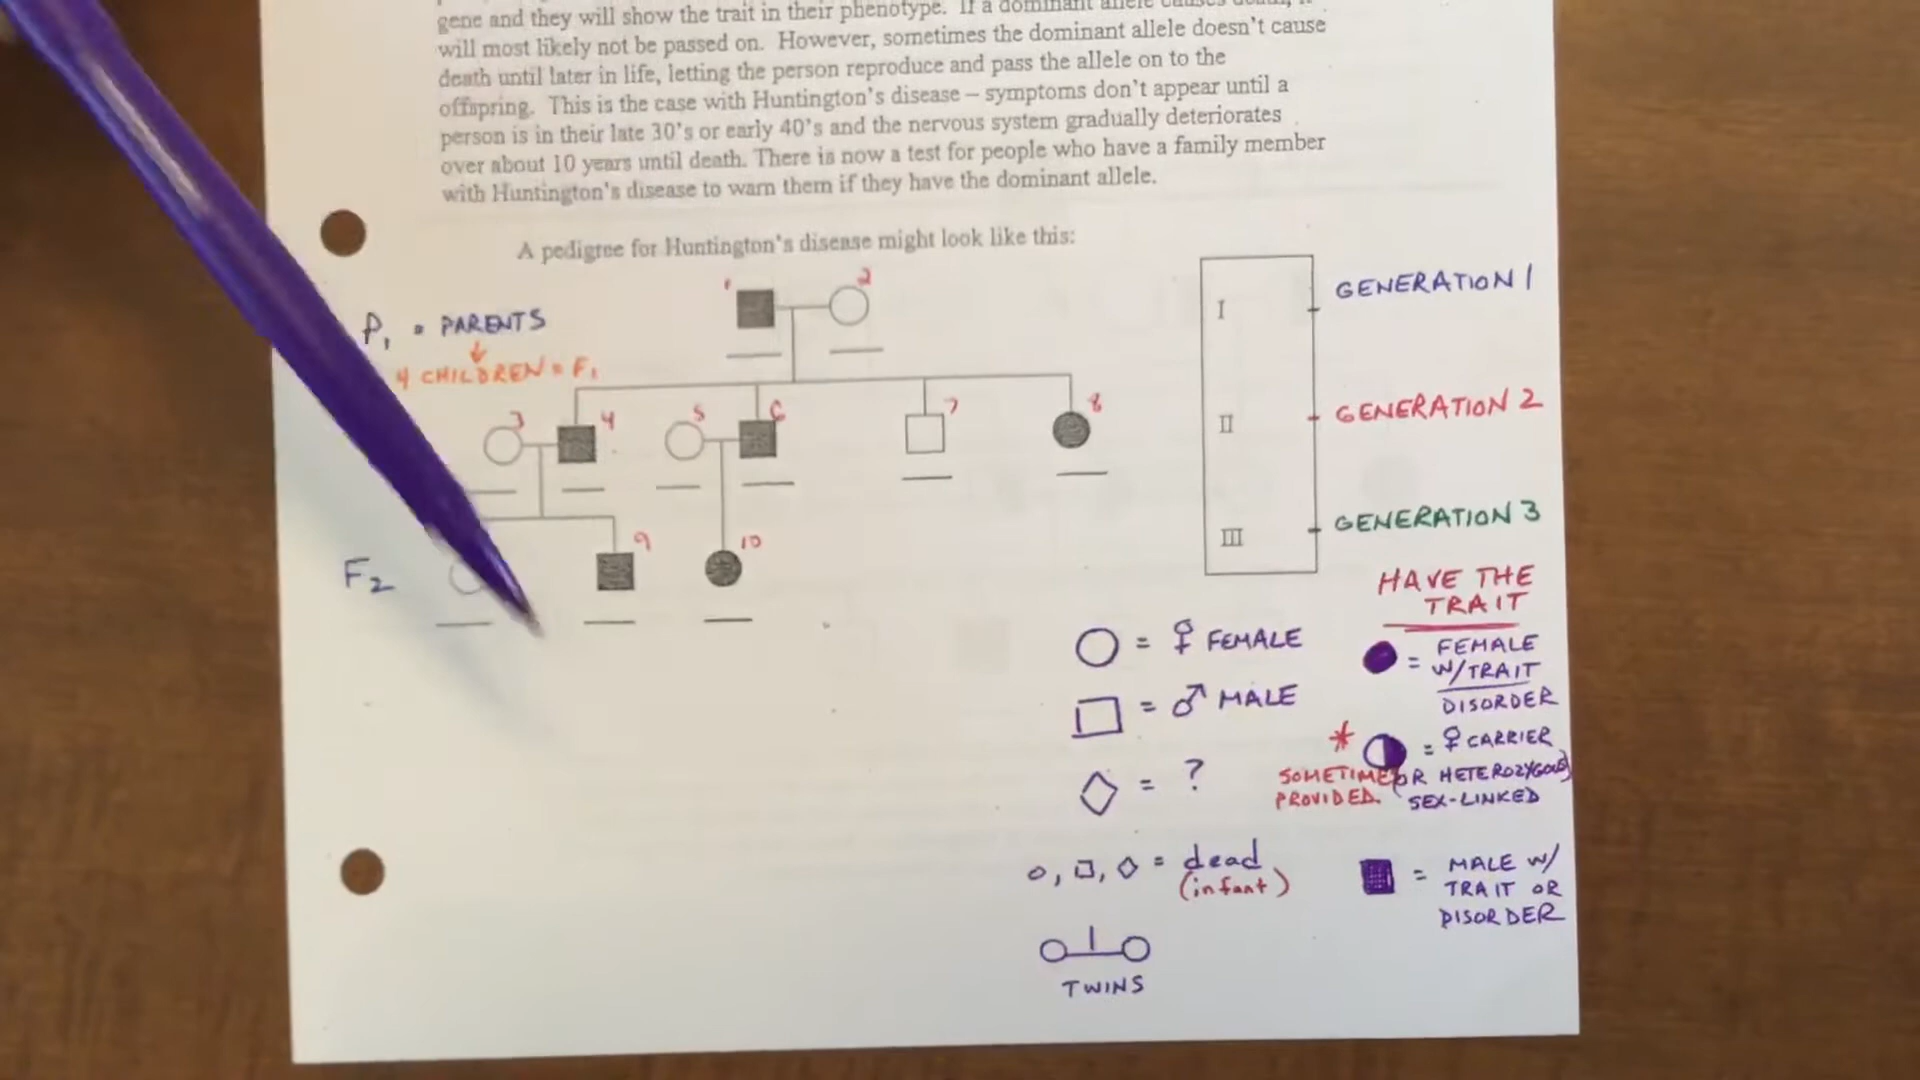 gene and they will show the trait in their phenotype. If a dominant allele causes death, it
will most likely not be passed on. However, sometimes the dominant allele doesn't cause
death until later in life, letting the person reproduce and pass the allele on to the
offspring. This is the case with Huntington's disease – symptoms don't appear until a
person is in their late 30's or early 40's and the nervous system gradually deteriorates
over about 10 years until death. There is now a test for people who have a family member
with Huntington's disease to warn them if they have the dominant allele.
A pedigree for Huntington's disease might look like this:
1 2
P1 = PARENTS
4 CHILDREN = F1
3 4 5 6 7 8
F2
9 10
I GENERATION 1
II GENERATION 2
III GENERATION 3
HAVE THE
TRAIT
○ = ♀ FEMALE
□ = ♂ MALE
◇ = ?
○, □, ◇ = dead
(infant)
TWINS
● = FEMALE
W/TRAIT
DISORDER
* ◑ = ♀ CARRIER
SOMETIMES
PROVIDED.
(OR HETEROZYGOUS)
SEX-LINKED
■ = MALE W/
TRAIT OR
DISORDER